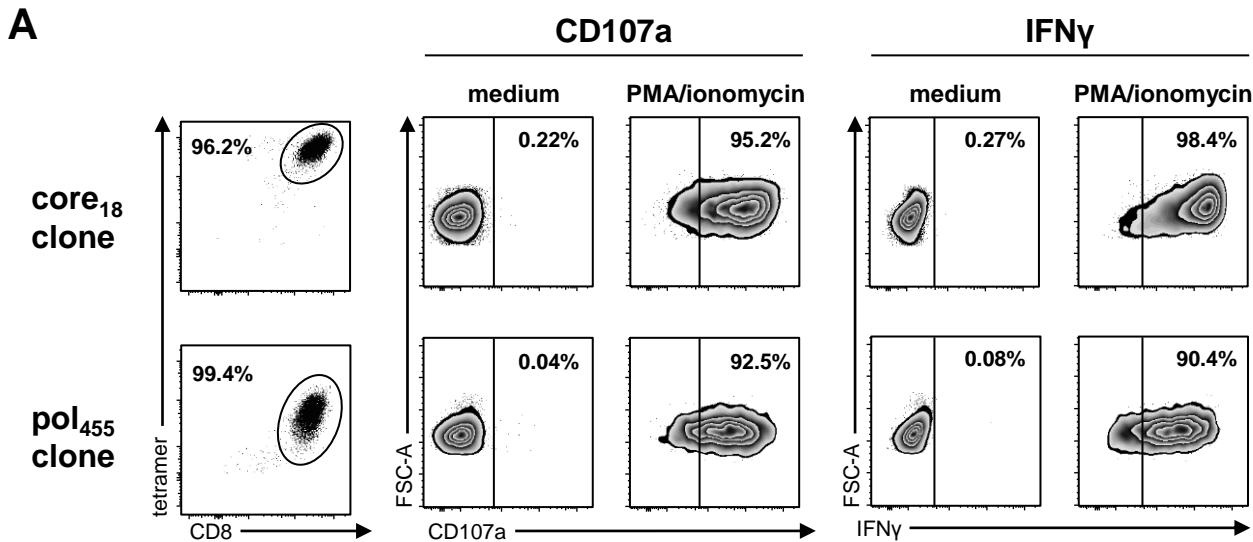 A
CD107a
IFNγ
medium
PMA/ionomycin
medium
PMA/ionomycin
core18
clone
96.2%
0.22%
95.2%
0.27%
98.4%
pol455
clone
99.4%
0.04%
92.5%
0.08%
90.4%
tetramer
CD8
FSC-A
CD107a
FSC-A
IFNγ